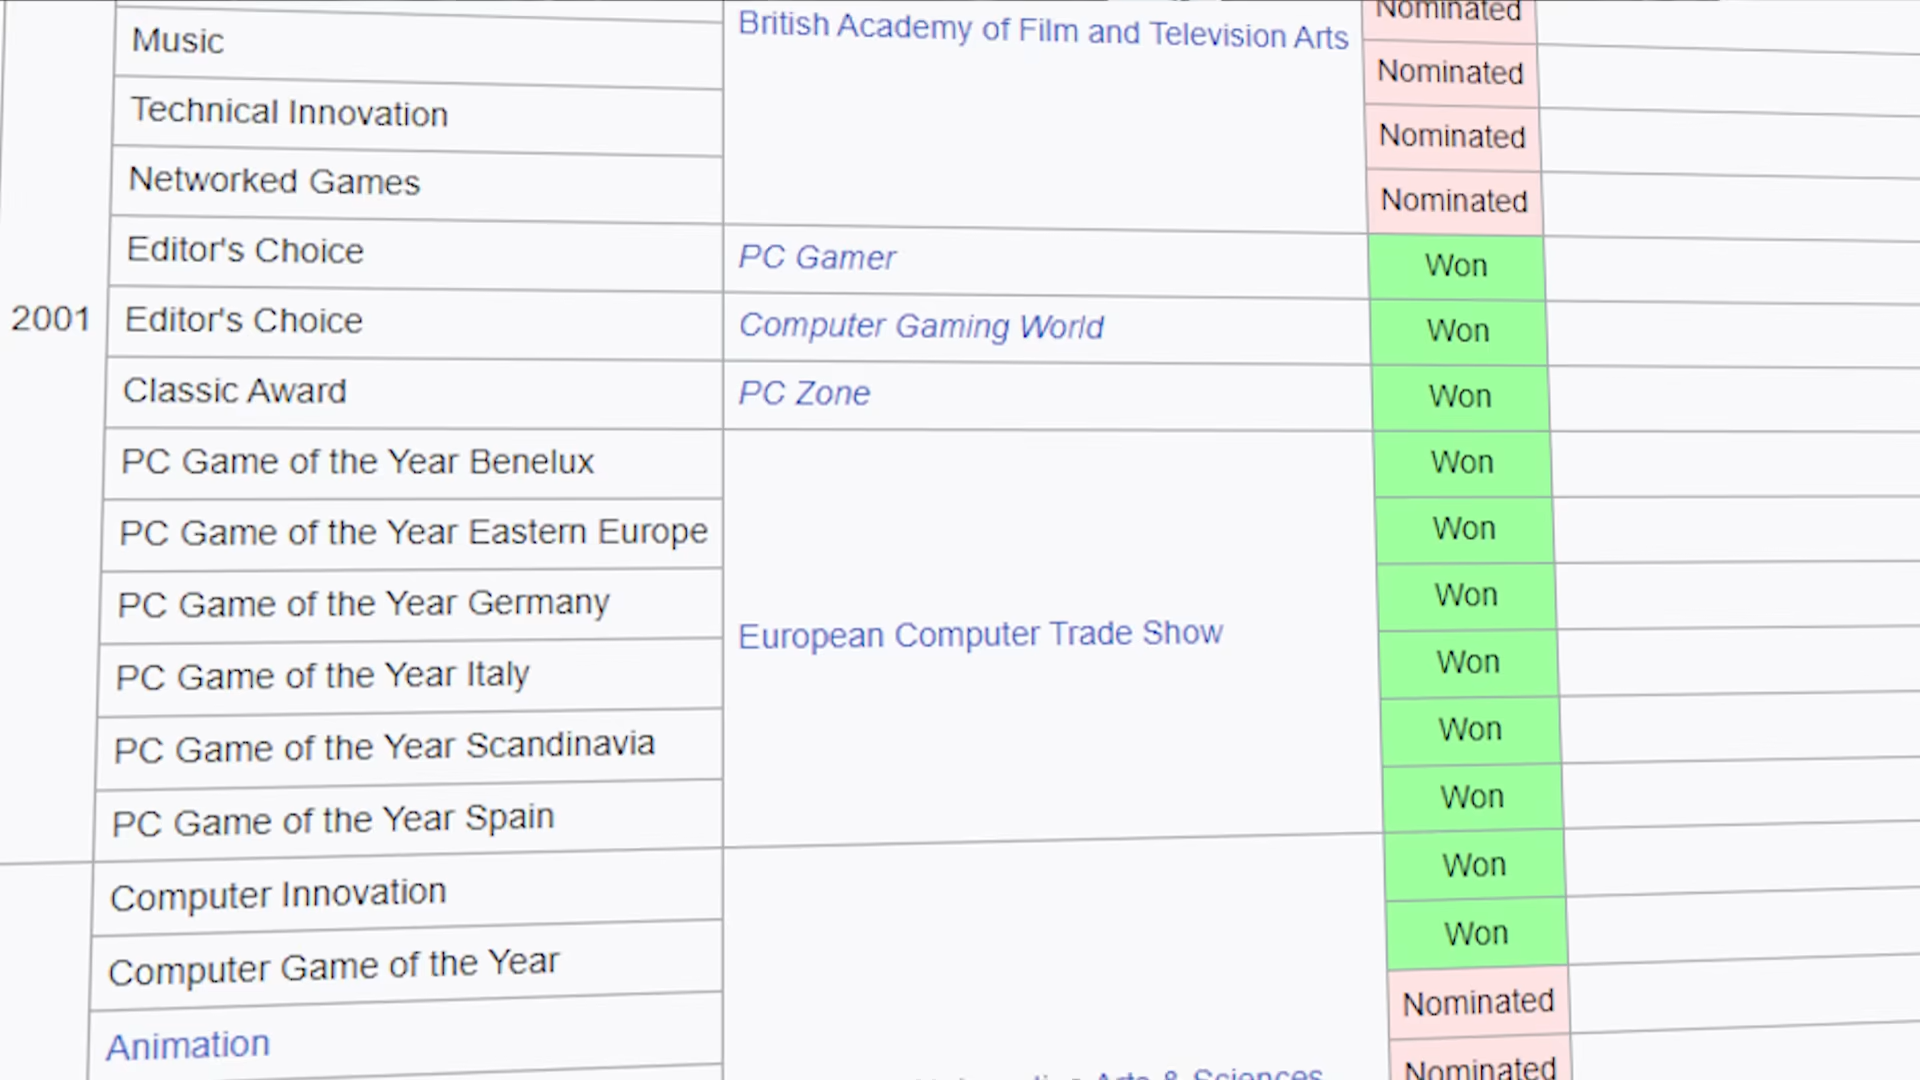 British Academy of Film and Television Arts
Nominated
Music
Nominated
Technical Innovation
Nominated
Networked Games
Nominated
2001
Editor's Choice
PC Gamer
Won
Editor's Choice
Computer Gaming World
Won
Classic Award
PC Zone
Won
PC Game of the Year Benelux
European Computer Trade Show
Won
PC Game of the Year Eastern Europe
Won
PC Game of the Year Germany
Won
PC Game of the Year Italy
Won
PC Game of the Year Scandinavia
Won
PC Game of the Year Spain
Won
Computer Innovation
Won
Computer Game of the Year
Won
Animation
Nominated
Arts & Sciences
Nominated